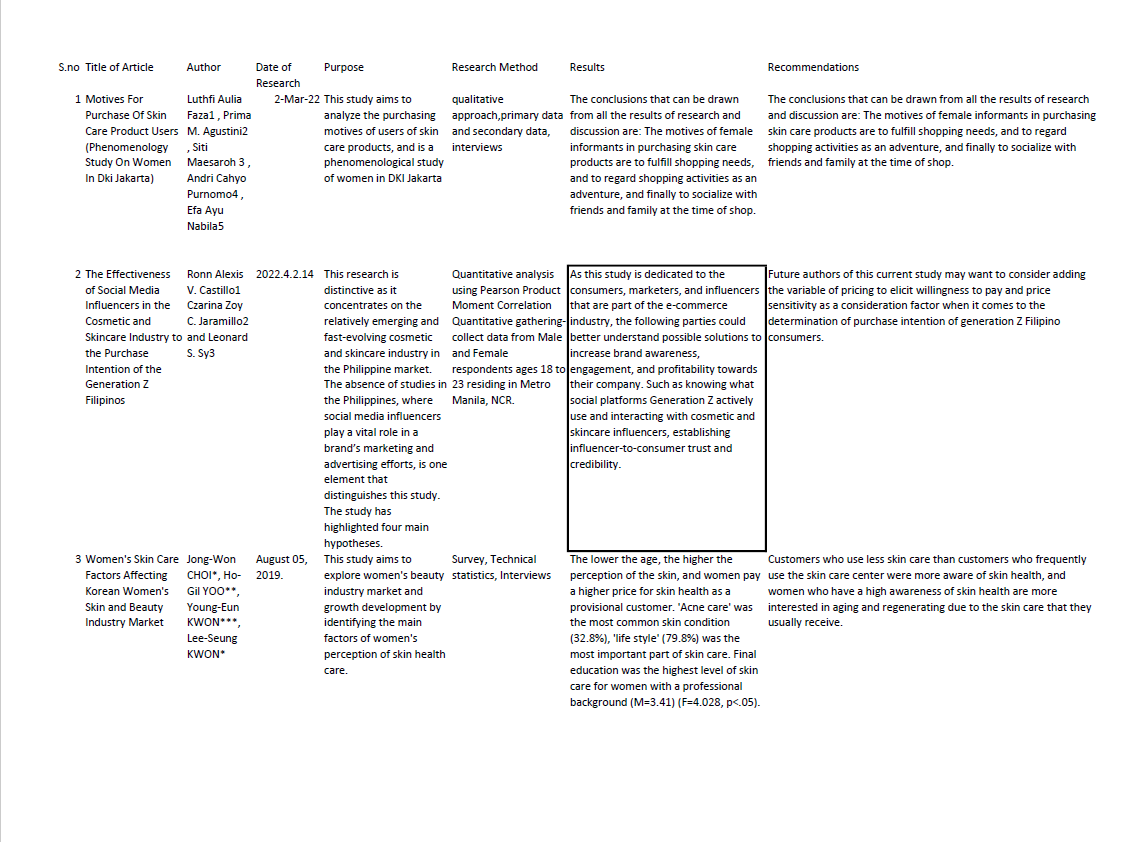 S.no Title of Article Author Date of Research Purpose Research Method Results Recommendations
1 Motives For
Purchase Of Skin
Care Product Users
(Phenomenology
Study On Women
In Dki Jakarta)
Luthfi Aulia
Faza1 , Prima
M. Agustini2
, Siti
Maesaroh 3 ,
Andri Cahyo
Purnomo4 ,
Efa Ayu
Nabila5
2-Mar-22
This study aims to
analyze the purchasing
motives of users of skin
care products, and is a
phenomenological study
of women in DKI Jakarta
qualitative
approach,primary data
and secondary data,
interviews
The conclusions that can be drawn
from all the results of research and
discussion are: The motives of female
informants in purchasing skin care
products are to fulfill shopping needs,
and to regard shopping activities as an
adventure, and finally to socialize with
friends and family at the time of shop.
The conclusions that can be drawn from all the results of research
and discussion are: The motives of female informants in purchasing
skin care products are to fulfill shopping needs, and to regard
shopping activities as an adventure, and finally to socialize with
friends and family at the time of shop.
2 The Effectiveness
of Social Media
Influencers in the
Cosmetic and
Skincare Industry to
the Purchase
Intention of the
Generation Z
Filipinos
Ronn Alexis
V. Castillo1
Czarina Zoy
C. Jaramillo2
and Leonard
S. Sy3
2022.4.2.14
This research is
distinctive as it
concentrates on the
relatively emerging and
fast-evolving cosmetic
and skincare industry in
the Philippine market.
The absence of studies in
the Philippines, where
social media influencers
play a vital role in a
brand's marketing and
advertising efforts, is one
element that
distinguishes this study.
The study has
highlighted four main
hypotheses.
Quantitative analysis
using Pearson Product
Moment Correlation
Quantitative gathering-
collect data from Male
and Female
respondents ages 18 to
23 residing in Metro
Manila, NCR.
As this study is dedicated to the
consumers, marketers, and influencers
that are part of the e-commerce
industry, the following parties could
better understand possible solutions to
increase brand awareness,
engagement, and profitability towards
their company. Such as knowing what
social platforms Generation Z actively
use and interacting with cosmetic and
skincare influencers, establishing
influencer-to-consumer trust and
credibility.
Future authors of this current study may want to consider adding
the variable of pricing to elicit willingness to pay and price
sensitivity as a consideration factor when it comes to the
determination of purchase intention of generation Z Filipino
consumers.
3 Women's Skin Care
Factors Affecting
Korean Women's
Skin and Beauty
Industry Market
Jong-Won
CHOI*, Ho-
Gil YOO**,
Young-Eun
KWON***,
Lee-Seung
KWON*
August 05,
2019.
This study aims to
explore women's beauty
industry market and
growth development by
identifying the main
factors of women's
perception of skin health
care.
Survey, Technical
statistics, Interviews
The lower the age, the higher the
perception of the skin, and women pay
a higher price for skin health care as a
provisional customer. 'Acne care' was
the most common skin condition
(32.8%), 'life style' (79.8%) was the
most important part of skin care. Final
education was the highest level of skin
care for women with a professional
background (M=3.41) (F=4.028, p<.05).
Customers who use less skin care than customers who frequently
use the skin care center were more aware of skin health, and
women who have a high awareness of skin health are more
interested in aging and regenerating due to the skin care that they
usually receive.